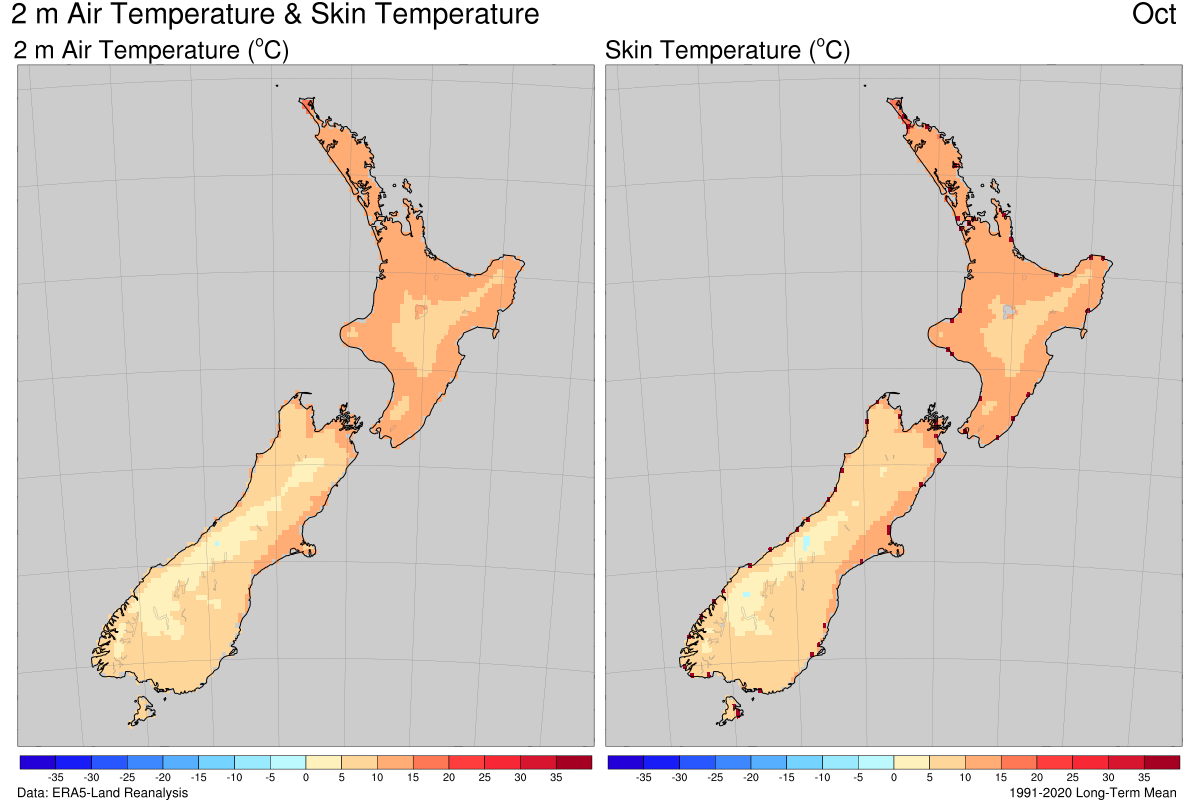 2 m Air Temperature & Skin Temperature Oct
2 m Air Temperature (°C) Skin Temperature (°C)
-35 -30 -25 -20 -15 -10 -5 0 5 10 15 20 25 30 35 -35 -30 -25 -20 -15 -10 -5 0 5 10 15 20 25 30 35
Data: ERA5-Land Reanalysis 1991-2020 Long-Term Mean